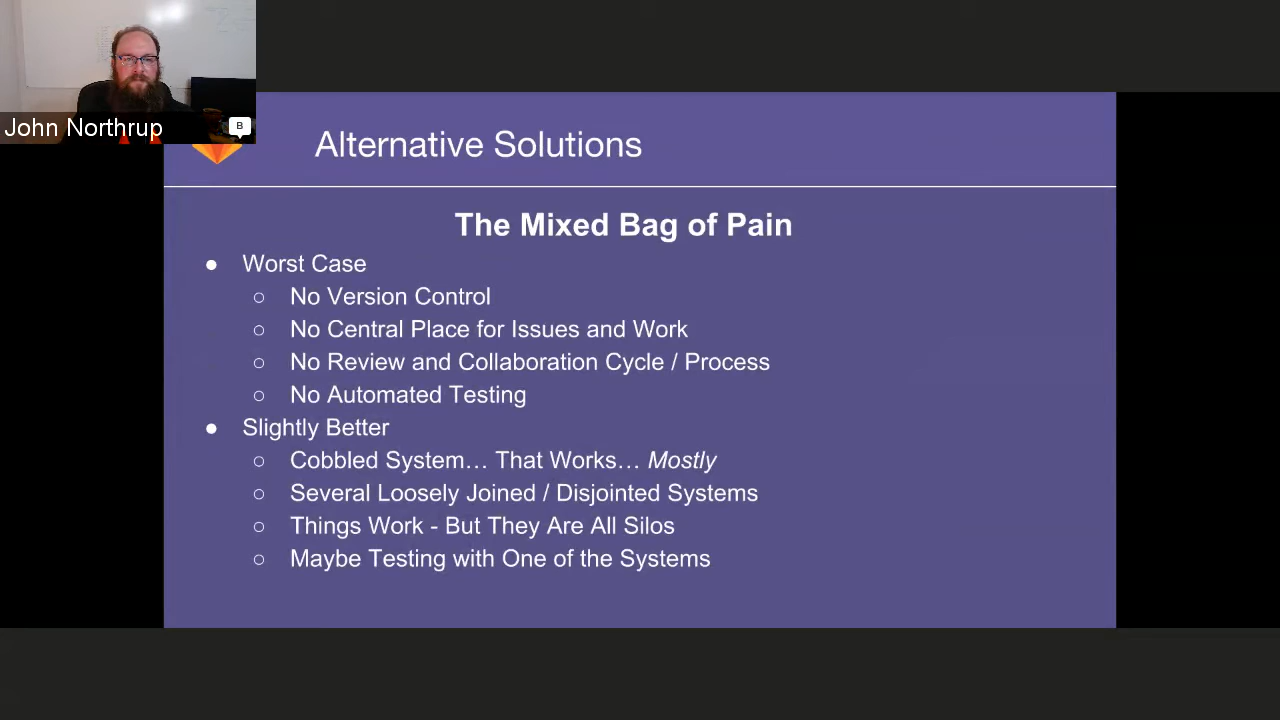 John Northrup
B
Alternative Solutions
The Mixed Bag of Pain
● Worst Case
○ No Version Control
○ No Central Place for Issues and Work
○ No Review and Collaboration Cycle / Process
○ No Automated Testing
● Slightly Better
○ Cobbled System… That Works… Mostly
○ Several Loosely Joined / Disjointed Systems
○ Things Work - But They Are All Silos
○ Maybe Testing with One of the Systems